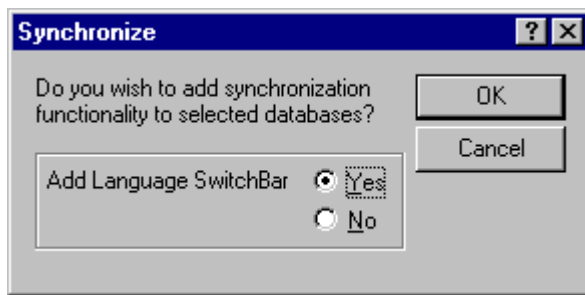 Synchronize
Do you wish to add synchronization
functionality to selected databases?
OK
Cancel
Add Language SwitchBar
Yes
No